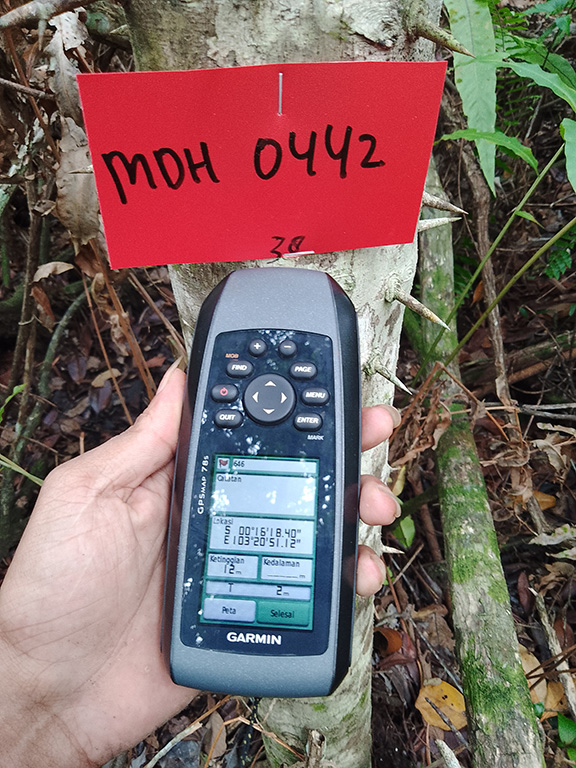 MDH 0442
38
MOB
FIND
PAGE
MENU
QUIT
ENTER
MARK
GPSMAP 78s
646
Catatan
Lokasi
S 00°16'18.40"
E 103°20'51.12"
Ketinggian
Kedalaman
12m
m
T 2m
Peta
Selesai
GARMIN